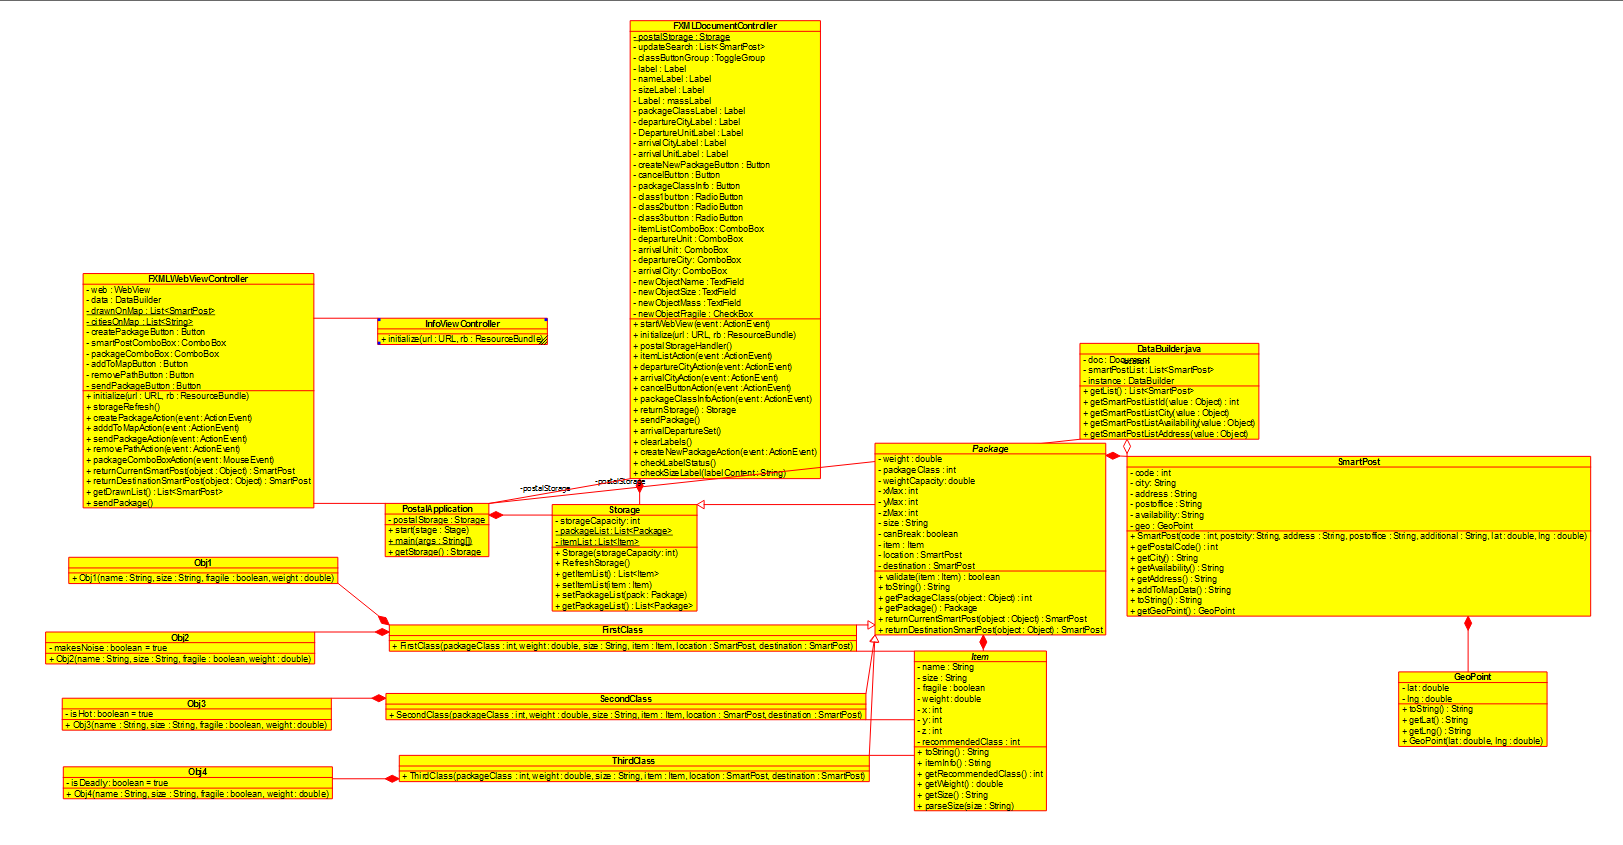 FXMLDocumentController
- postalStorage : Storage
- updateSearch : List<SmartPost>
- classButtonGroup : ToggleGroup
- label : Label
- nameLabel : Label
- sizeLabel : Label
- Label : massLabel
- packageClassLabel : Label
- departureCityLabel : Label
- DepartureUnitLabel : Label
- arrivalCityLabel : Label
- arrivalUnitLabel : Label
- createNewPackageButton : Button
- cancelButton : Button
- packageClassInfo : Button
- class1button : RadioButton
- class2button : RadioButton
- class3button : RadioButton
- itemListComboBox : ComboBox
- departureUnit : ComboBox
- arrivalUnit : ComboBox
- departureCity : ComboBox
- arrivalCity : ComboBox
- newObjectName : TextField
- newObjectSize : TextField
- newObjectMass : TextField
- newObjectFragile : CheckBox
+ startWebView(event : ActionEvent)
+ initialize(url : URL, rb : ResourceBundle)
+ postalStorageHandler()
+ itemListAction(event : ActionEvent)
+ departureCityAction(event : ActionEvent)
+ arrivalCityAction(event : ActionEvent)
+ cancelButtonAction(event : ActionEvent)
+ packageClassInfoAction(event : ActionEvent)
+ returnStorage() : Storage
+ sendPackage()
+ arrivalDepartureSet()
+ clearLabels()
+ createNewPackageAction(event : ActionEvent)
+ checkLabelStatus()
+ checkSizeLabel(labelContent : String)
FXMLWebViewController
- web : WebView
- data : DataBuilder
- drawnOnMap : List<SmartPost>
- citiesOnMap : List<String>
- createPackageButton : Button
- smartPostComboBox : ComboBox
- packageComboBox : ComboBox
- addToMapButton : Button
- removePathButton : Button
- sendPackageButton : Button
+ initialize(url : URL, rb : ResourceBundle)
+ storageRefresh()
+ createPackageAction(event : ActionEvent)
+ adddToMapAction(event : ActionEvent)
+ sendPackageAction(event : ActionEvent)
+ removePathAction(event : ActionEvent)
+ packageComboBoxAction(event : MouseEvent)
+ returnCurrentSmartPost(object : Object) : SmartPost
+ returnDestinationSmartPost(object : Object) : SmartPost
+ getDrawnList() : List<SmartPost>
+ sendPackage()
InfoViewController
+ initialize(url : URL, rb : ResourceBundle)
DataBuilder.java
- doc : Document
- smartPostList : List<SmartPost>
- instance : DataBuilder
+ getList() : List<SmartPost>
+ getSmartPostListId(value : Object) : int
+ getSmartPostListCity(value : Object)
+ getSmartPostListAvailability(value : Object)
+ getSmartPostListAddress(value : Object)
-postalStorage
-postalStorage
PostalApplication
- postalStorage : Storage
+ start(stage : Stage)
+ main(args : String[])
+ getStorage() : Storage
Storage
- storageCapacity : int
- packageList : List<Package>
- itemList : List<Item>
+ Storage(storageCapacity : int)
+ RefreshStorage()
+ getItemList() : List<Item>
+ setItemList(item : Item)
+ setPackageList(pack : Package)
+ getPackageList() : List<Package>
Package
- weight : double
- packageClass : int
- weightCapacity : double
- xMax : int
- yMax : int
- zMax : int
- size : String
- canBreak : boolean
- item : Item
- location : SmartPost
- destination : SmartPost
+ validate(item : Item) : boolean
+ toString() : String
+ getPackageClass(object : Object) : int
+ getPackage() : Package
+ returnCurrentSmartPost(object : Object) : SmartPost
+ returnDestinationSmartPost(object : Object) : SmartPost
SmartPost
- code : int
- city : String
- address : String
- postoffice : String
- availability : String
- geo : GeoPoint
+ SmartPost(code : int, postcity : String, address : String, postoffice : String, additional : String, lat : double, lng : double)
+ getPostalCode() : int
+ getCity() : String
+ getAvailability() : String
+ getAddress() : String
+ addToMapData() : String
+ toString() : String
+ getGeoPoint() : GeoPoint
Obj1
+ Obj1(name : String, size : String, fragile : boolean, weight : double)
Obj2
- makesNoise : boolean = true
+ Obj2(name : String, size : String, fragile : boolean, weight : double)
FirstClass
+ FirstClass(packageClass : int, weight : double, size : String, item : Item, location : SmartPost, destination : SmartPost)
Item
- name : String
- size : String
- fragile : boolean
- weight : double
- x : int
- y : int
- z : int
- recommendedClass : int
+ toString() : String
+ itemInfo() : String
+ getRecommendedClass() : int
+ getWeight() : double
+ getSize() : String
+ parseSize(size : String)
GeoPoint
- lat : double
- lng : double
+ toString() : String
+ getLat() : String
+ getLng() : String
+ GeoPoint(lat : double, lng : double)
Obj3
- isHot : boolean = true
+ Obj3(name : String, size : String, fragile : boolean, weight : double)
SecondClass
+ SecondClass(packageClass : int, weight : double, size : String, item : Item, location : SmartPost, destination : SmartPost)
Obj4
- isDeadly : boolean = true
+ Obj4(name : String, size : String, fragile : boolean, weight : double)
ThirdClass
+ ThirdClass(packageClass : int, weight : double, size : String, item : Item, location : SmartPost, destination : SmartPost)